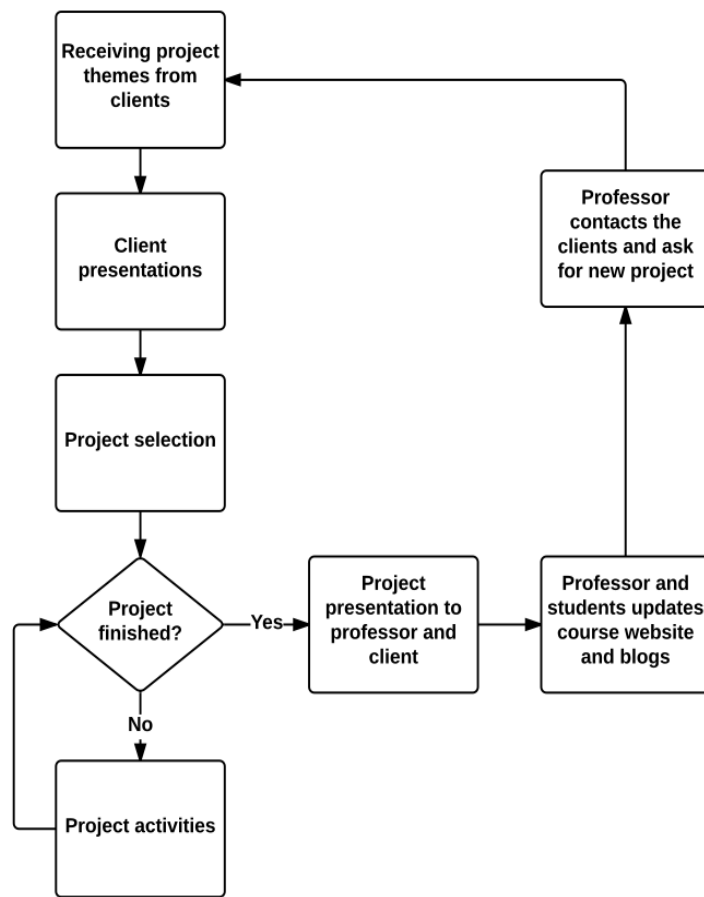 Receiving project
themes from
clients
Client
presentations
Project selection
Project
finished?
Yes
No
Project activities
Project
presentation to
professor and
client
Professor and
students updates
course website
and blogs
Professor
contacts the
clients and ask
for new project